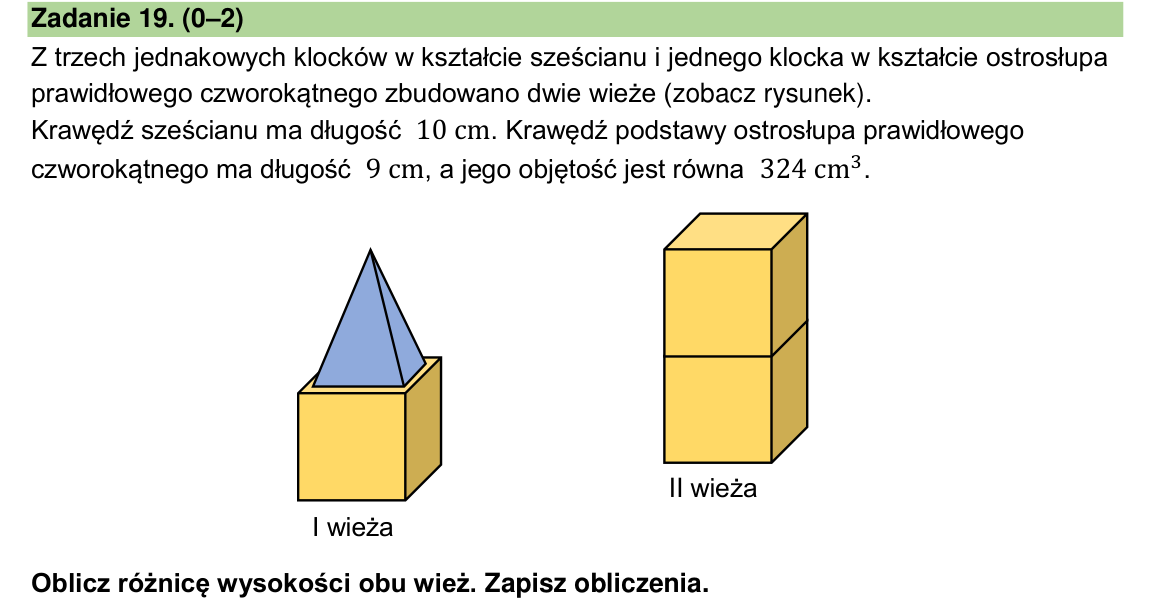 Zadanie 19. (0–2)
Z trzech jednakowych klocków w kształcie sześcianu i jednego klocka w kształcie ostrosłupa
prawidłowego czworokątnego zbudowano dwie wieże (zobacz rysunek).
Krawędź sześcianu ma długość 10 cm. Krawędź podstawy ostrosłupa prawidłowego
czworokątnego ma długość 9 cm, a jego objętość jest równa 324 cm³.
I wieża
II wieża
Oblicz różnicę wysokości obu wież. Zapisz obliczenia.